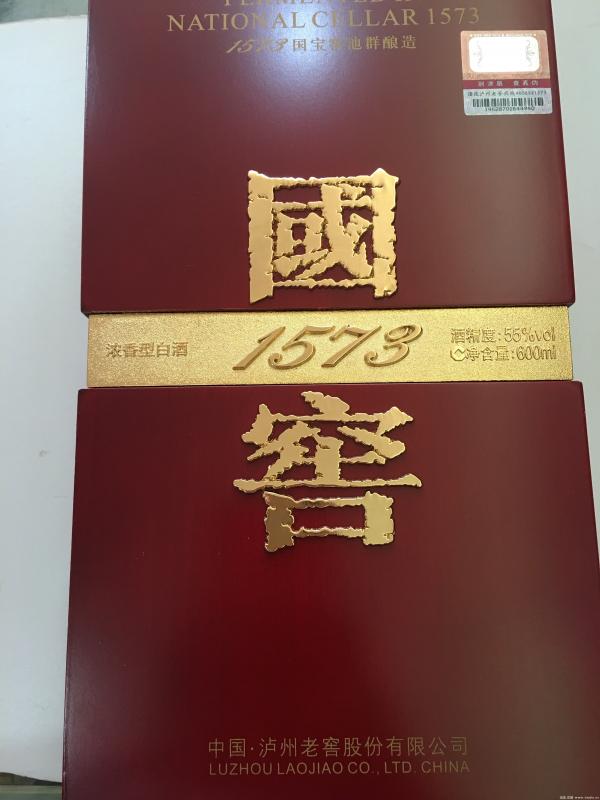 FERMENTED IN
NATIONAL CELLAR 1573
1573国宝窖池群酿造
國
浓香型白酒
1573
酒精度:55%vol
净含量:600ml
窖
中国·泸州老窖股份有限公司
LUZHOU LAOJIAO CO., LTD. CHINA